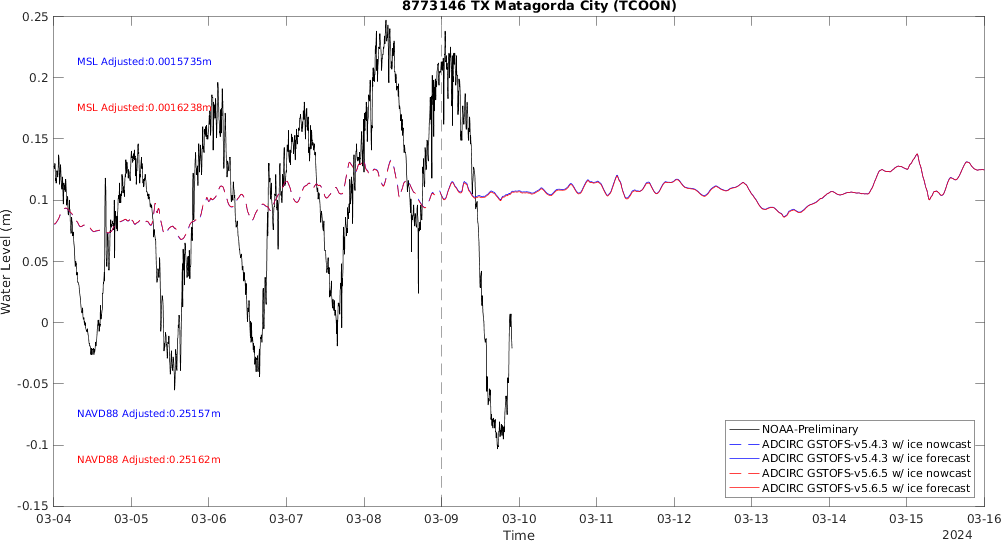 8773146 TX Matagorda City (TCOON)
0.25
0.2
0.15
0.1
0.05
0
-0.05
-0.1
-0.15
Water Level (m)
MSL Adjusted:0.0015735m
MSL Adjusted:0.0016238m
NAVD88 Adjusted:0.25157m
NAVD88 Adjusted:0.25162m
NOAA-Preliminary
ADCIRC GSTOFS-v5.4.3 w/ ice nowcast
ADCIRC GSTOFS-v5.4.3 w/ ice forecast
ADCIRC GSTOFS-v5.6.5 w/ ice nowcast
ADCIRC GSTOFS-v5.6.5 w/ ice forecast
03-04 03-05 03-06 03-07 03-08 03-09 03-10 03-11 03-12 03-13 03-14 03-15 03-16
Time
2024